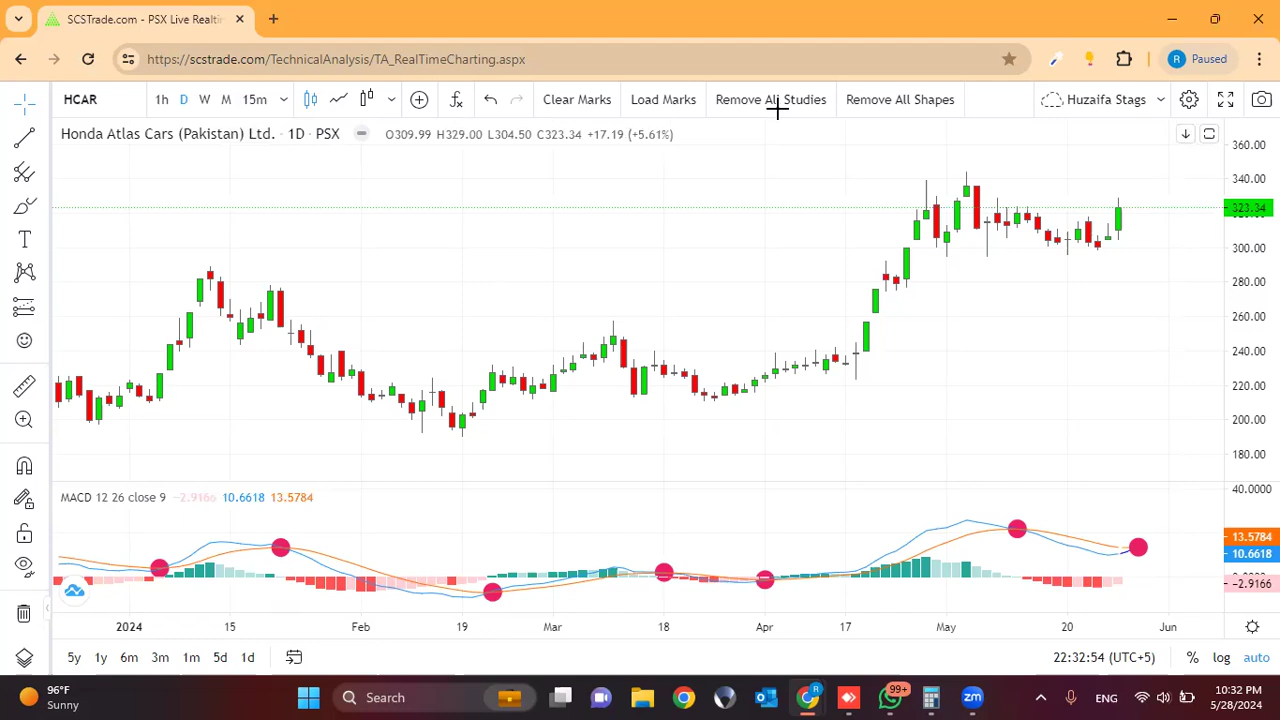 SCSTrade.com - PSX Live Realti
https://scstrade.com/TechnicalAnalysis/TA_RealTimeCharting.aspx
R Paused
HCAR 1h D W M 15m Clear Marks Load Marks Remove All Studies Remove All Shapes Huzaifa Stags
Honda Atlas Cars (Pakistan) Ltd. · 1D · PSX O309.99 H329.00 L304.50 C323.34 +17.19 (+5.61%)
360.00
340.00
323.34
300.00
280.00
260.00
240.00
220.00
200.00
180.00
MACD 12 26 close 9 −2.9166 10.6618 13.5784
40.0000
13.5784
10.6618
−2.9166
2024 15 Feb 19 Mar 18 Apr 17 May 20 Jun
5y 1y 6m 3m 1m 5d 1d 22:32:54 (UTC+5) % log auto
96°F
Sunny
Search
R
99+
ENG
10:32 PM
5/28/2024